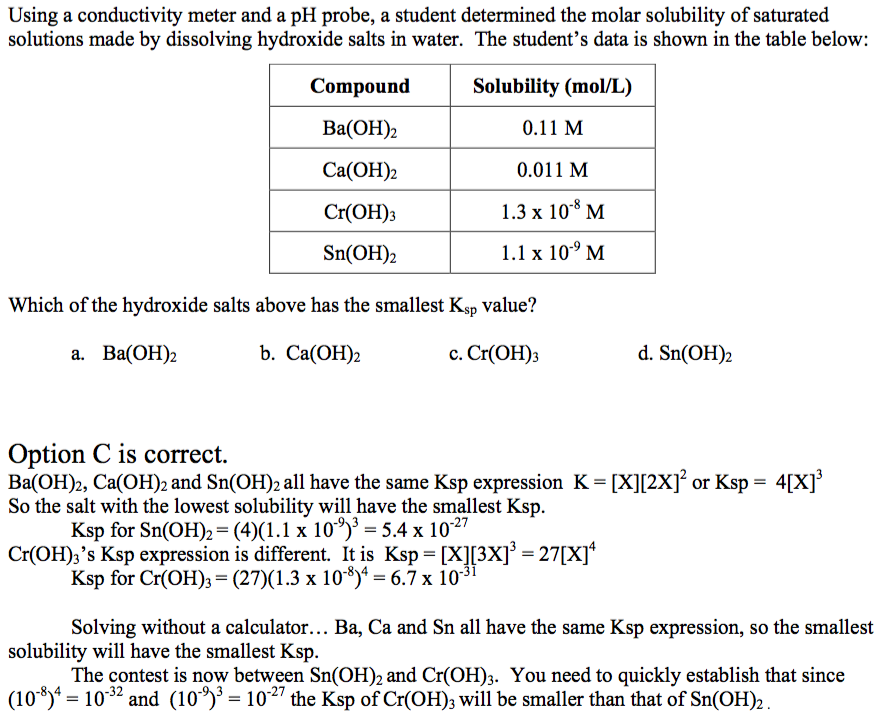 Using a conductivity meter and a pH probe, a student determined the molar solubility of saturated
solutions made by dissolving hydroxide salts in water. The student's data is shown in the table below:
Compound Solubility (mol/L)
Ba(OH)₂ 0.11 M
Ca(OH)₂ 0.011 M
Cr(OH)₃ 1.3 x 10⁻⁸ M
Sn(OH)₂ 1.1 x 10⁻⁹ M
Which of the hydroxide salts above has the smallest Kₛₚ value?
a. Ba(OH)₂ b. Ca(OH)₂ c. Cr(OH)₃ d. Sn(OH)₂
Option C is correct.
Ba(OH)₂, Ca(OH)₂ and Sn(OH)₂ all have the same Ksp expression K = [X][2X]² or Ksp = 4[X]³
So the salt with the lowest solubility will have the smallest Ksp.
Ksp for Sn(OH)₂ = (4)(1.1 x 10⁻⁹)³ = 5.4 x 10⁻²⁷
Cr(OH)₃'s Ksp expression is different. It is Ksp = [X][3X]³ = 27[X]⁴
Ksp for Cr(OH)₃ = (27)(1.3 x 10⁻⁸)⁴ = 6.7 x 10⁻³¹
Solving without a calculator… Ba, Ca and Sn all have the same Ksp expression, so the smallest
solubility will have the smallest Ksp.
The contest is now between Sn(OH)₂ and Cr(OH)₃. You need to quickly establish that since
(10⁻⁸)⁴ = 10⁻³² and (10⁻⁹)³ = 10⁻²⁷ the Ksp of Cr(OH)₃ will be smaller than that of Sn(OH)₂.